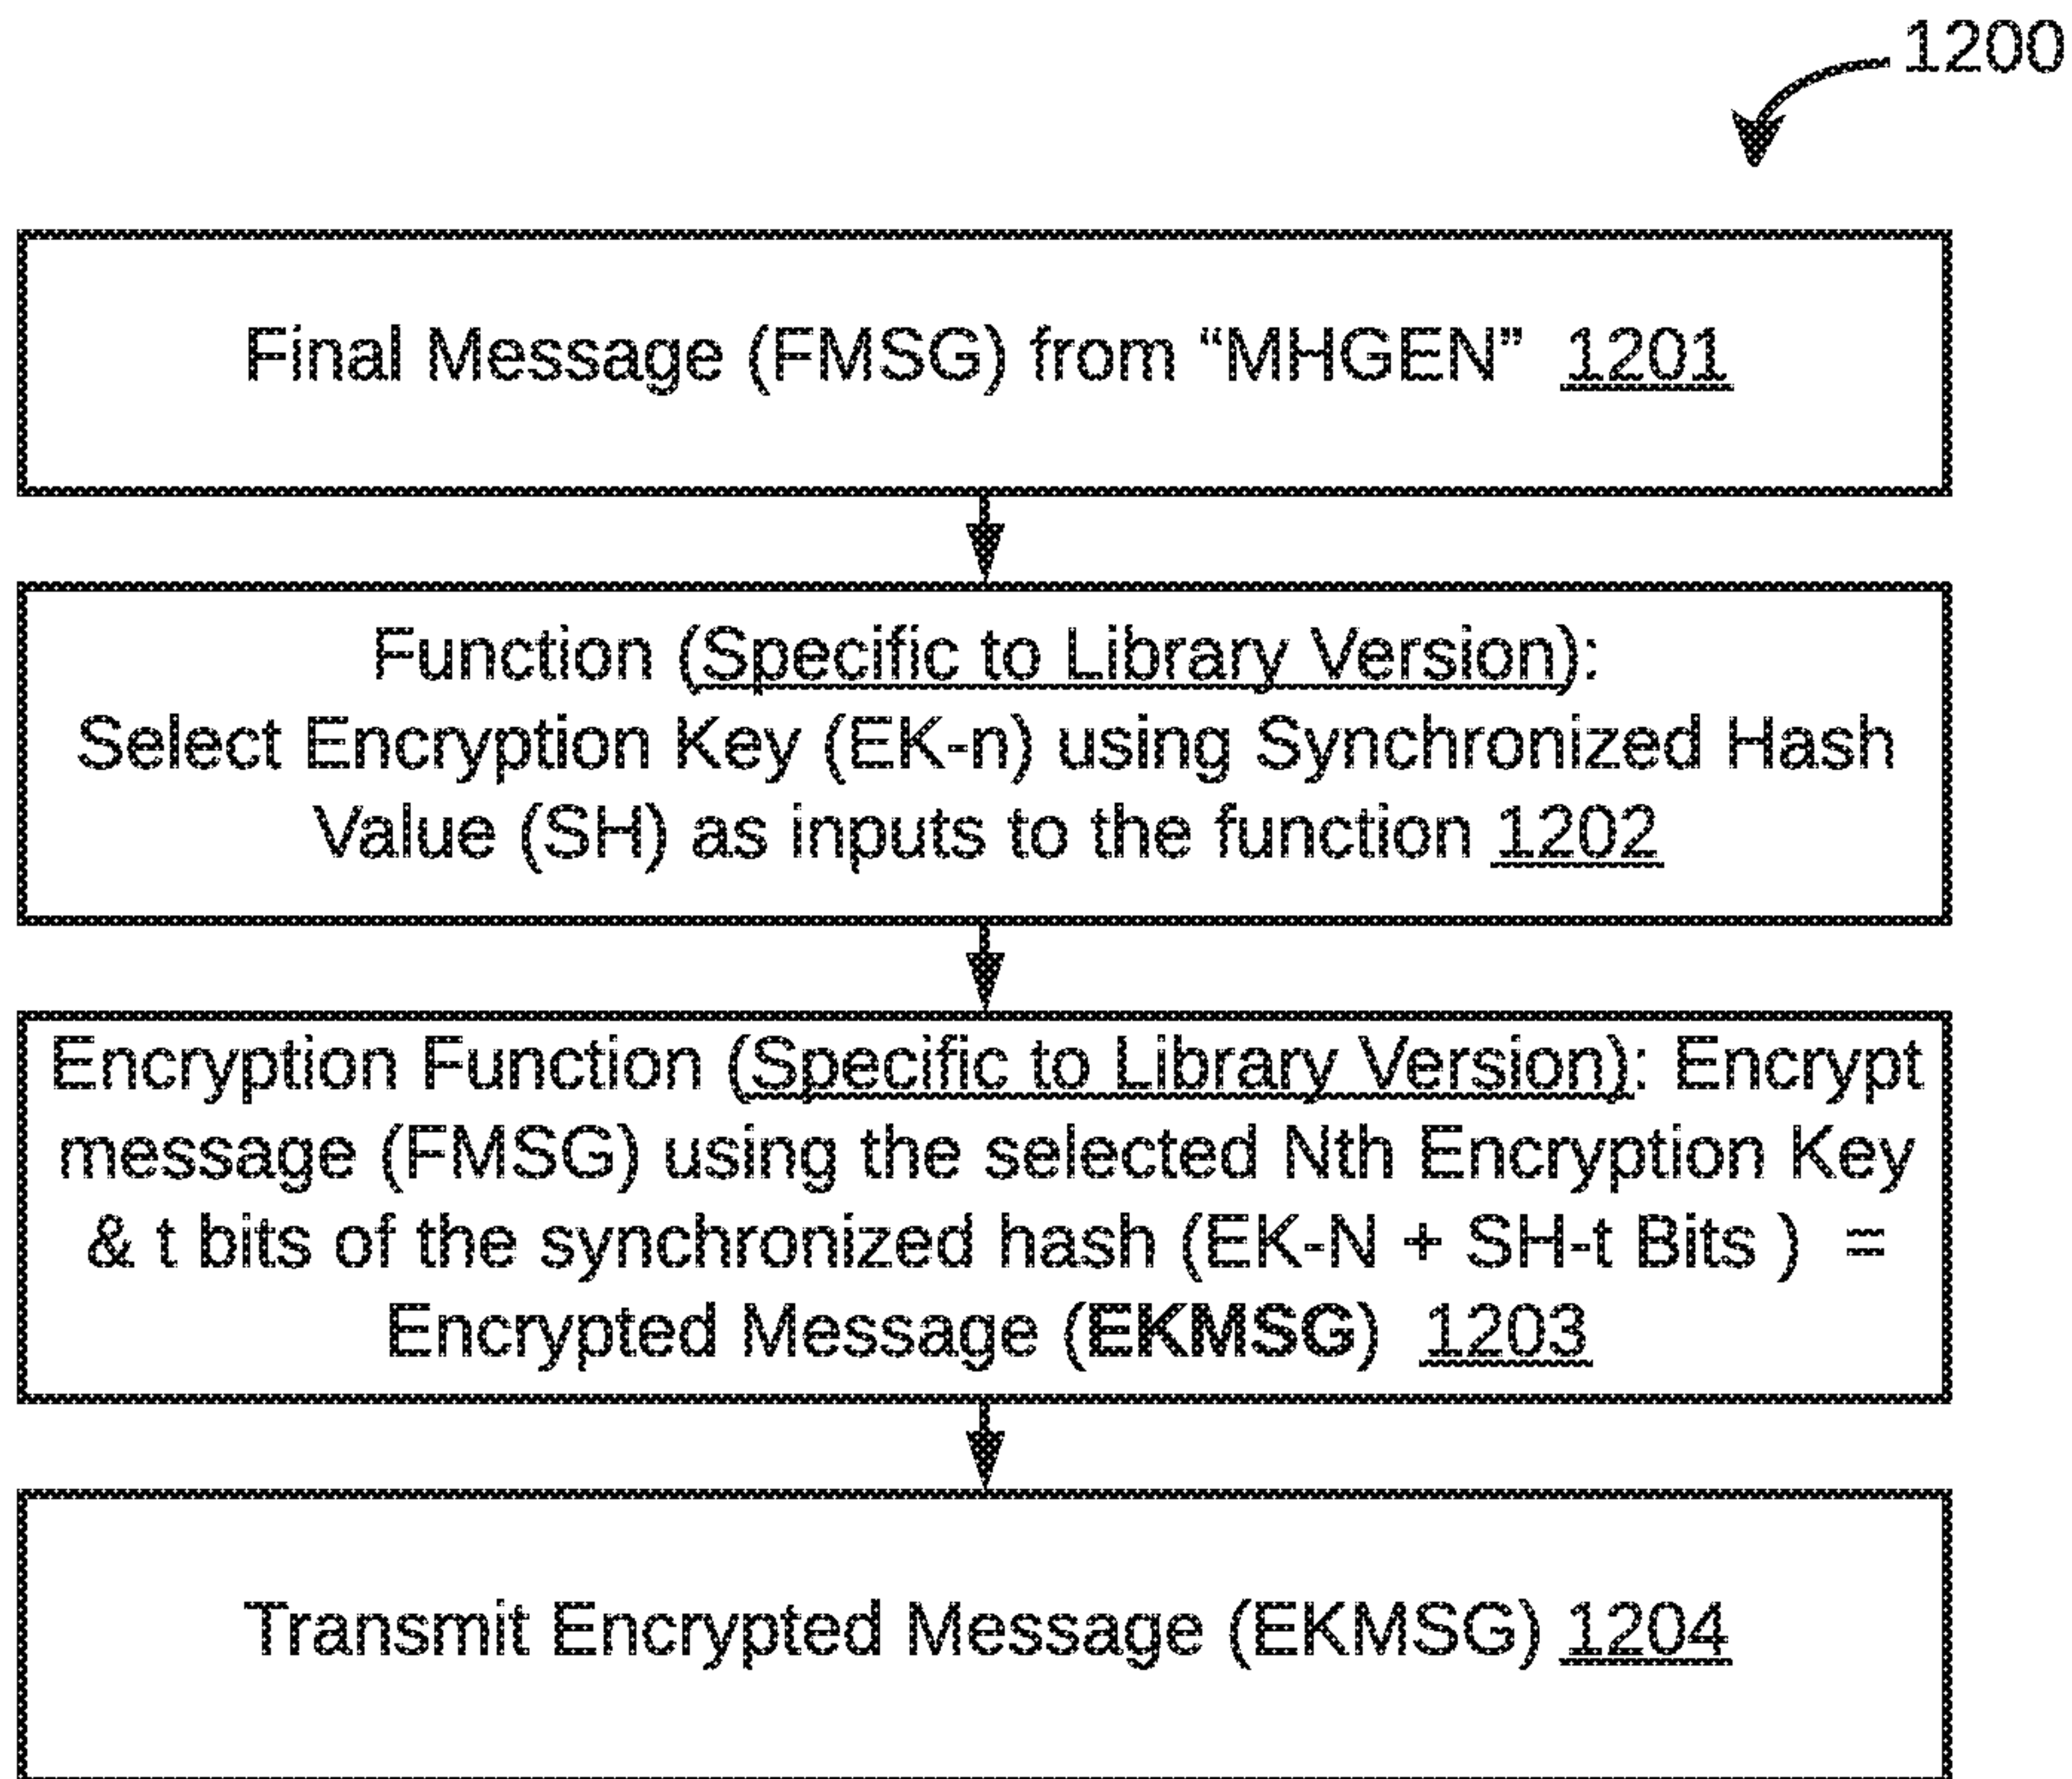 1200
Final Message (FMSG) from “MHGEN” 1201
Function (Specific to Library Version):
Select Encryption Key (EK-n) using Synchronized Hash
Value (SH) as inputs to the function 1202
Encryption Function (Specific to Library Version): Encrypt
message (FMSG) using the selected Nth Encryption Key
& t bits of the synchronized hash (EK-N + SH-t Bits ) =
Encrypted Message (EKMSG) 1203
Transmit Encrypted Message (EKMSG) 1204